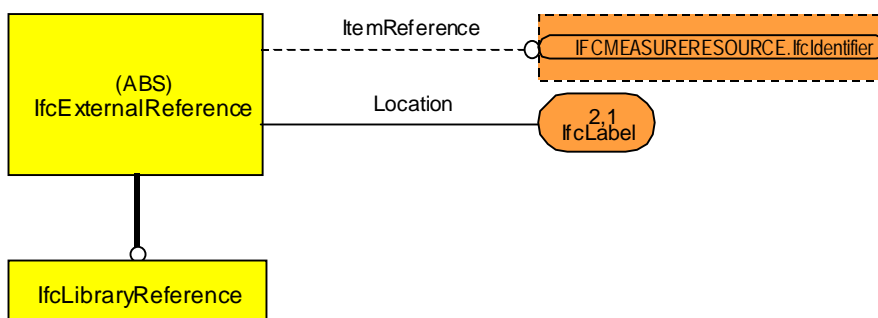 ItemReference
IFCMEASURERESOURCE.IfcIdentifier
(ABS)
IfcExternalReference
Location
2,1
IfcLabel
IfcLibraryReference